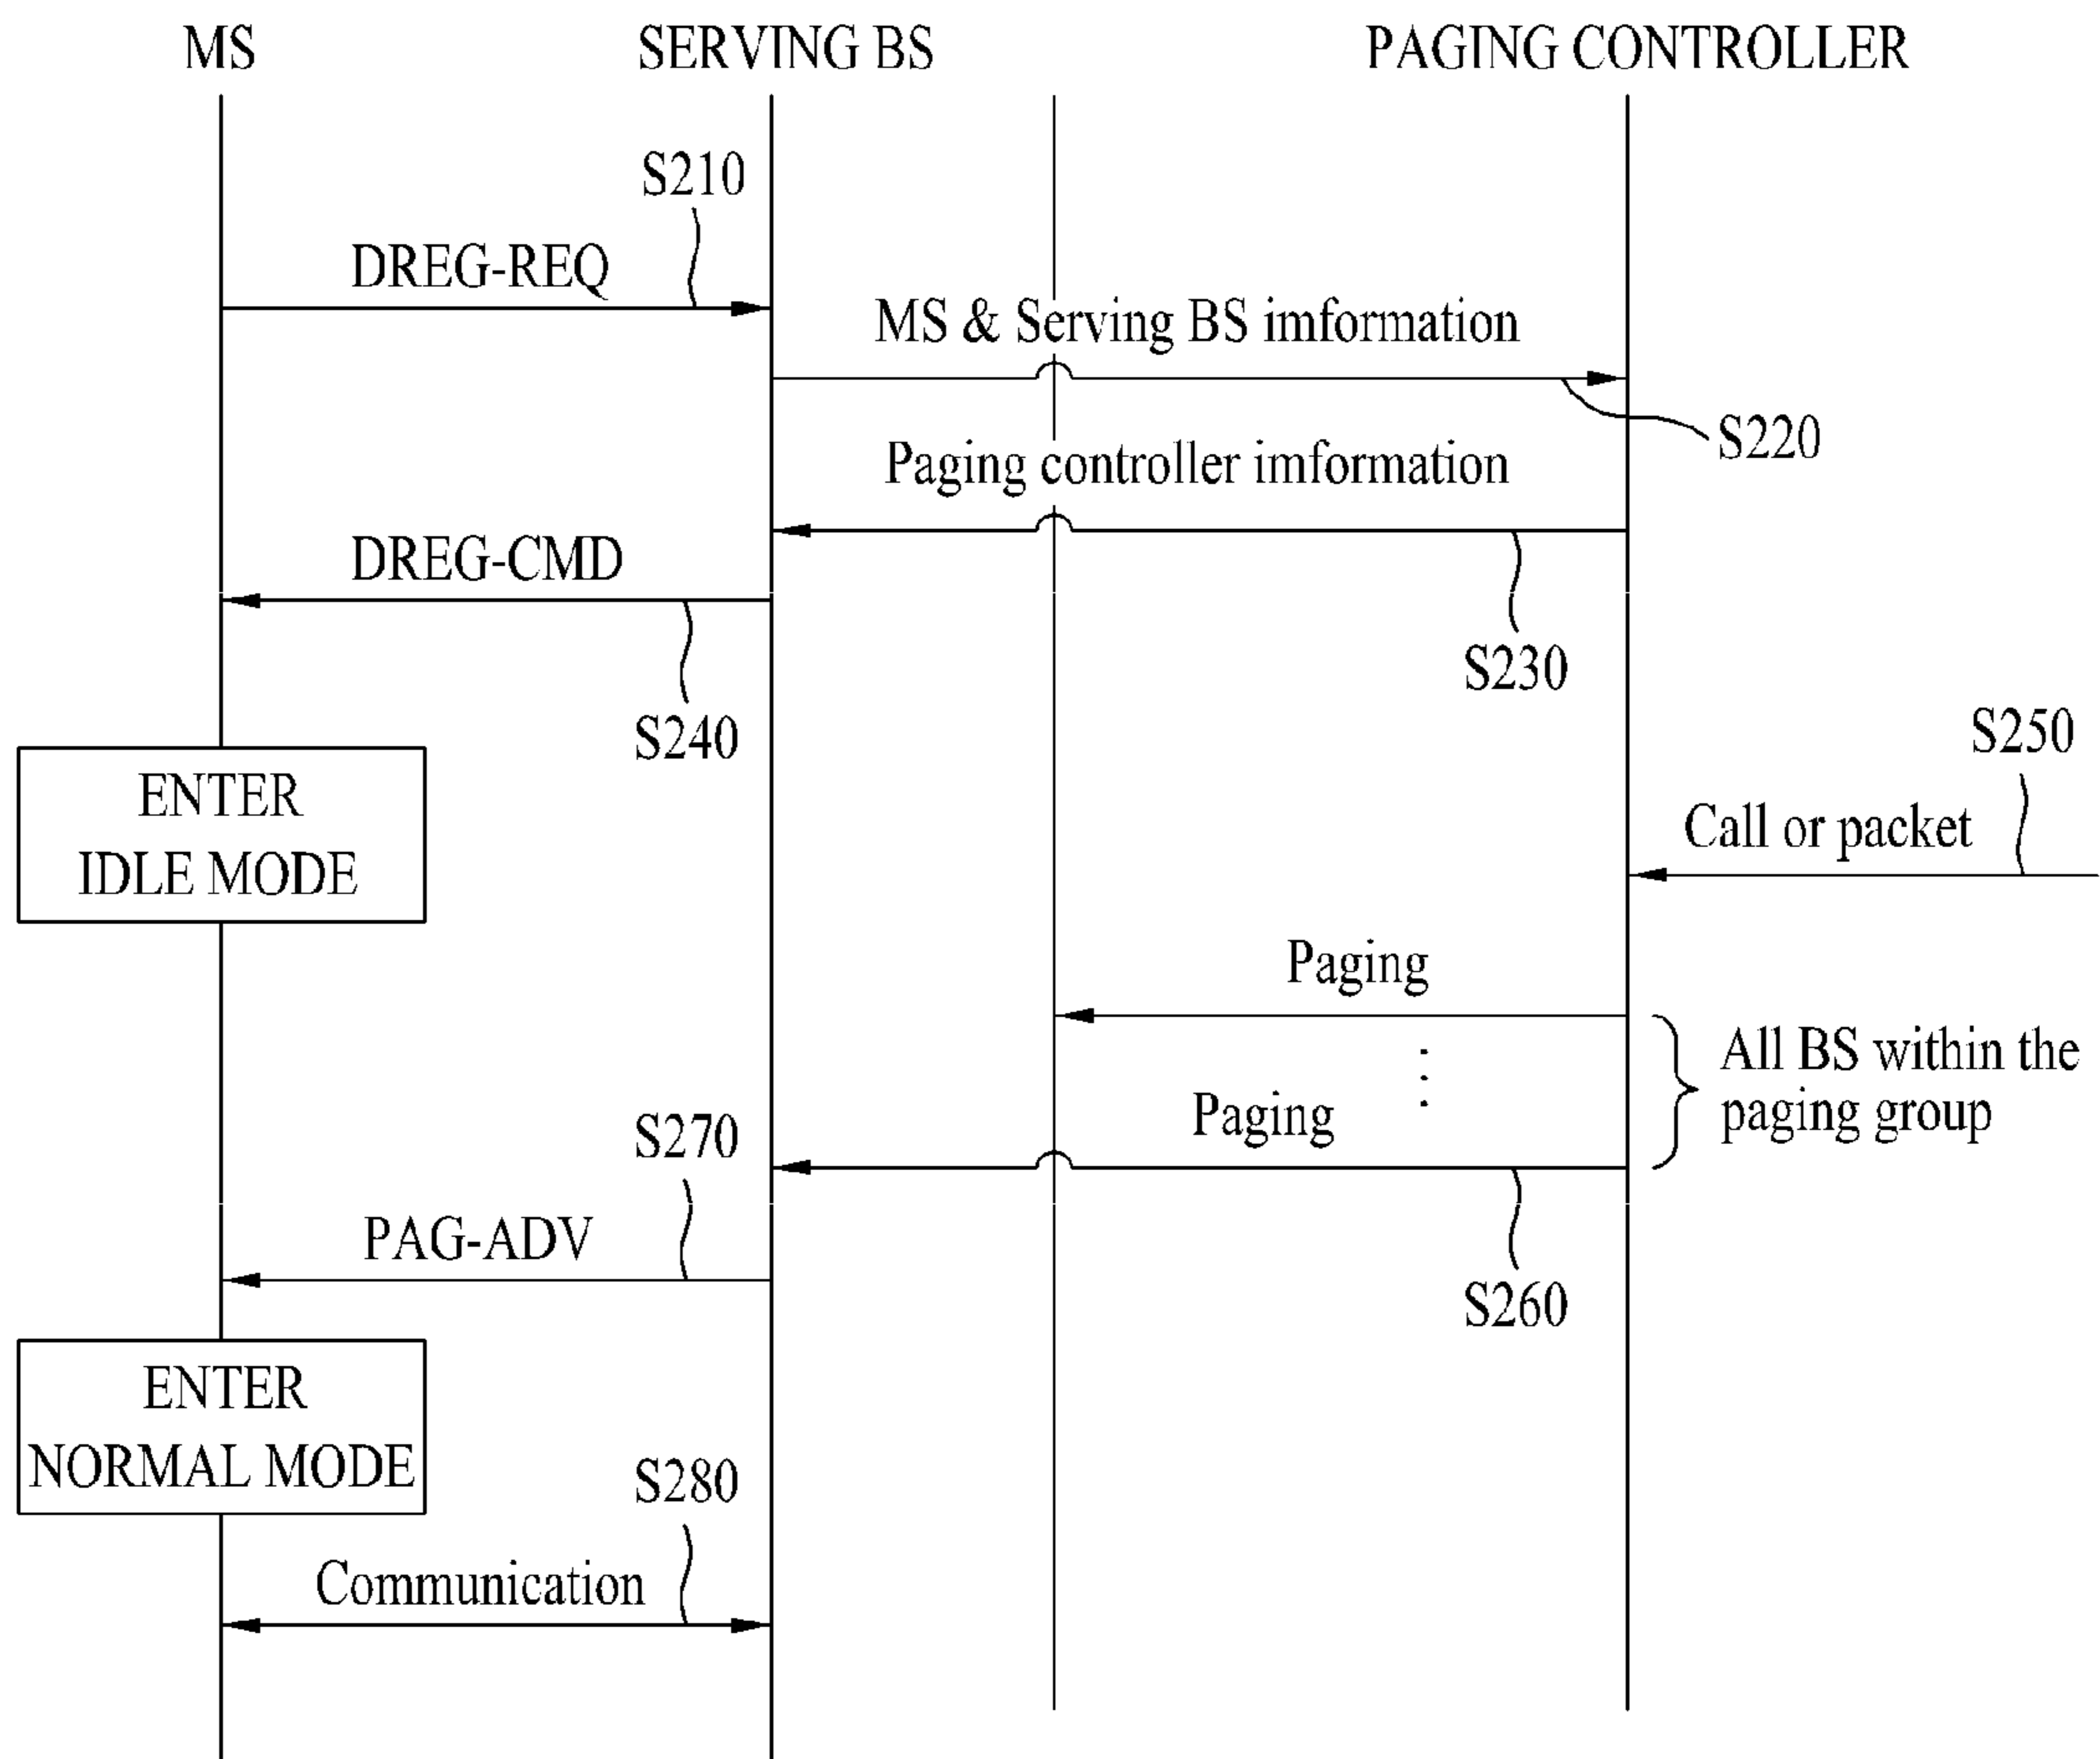 MS
SERVING BS
PAGING CONTROLLER
S210
DREG-REQ
MS & Serving BS imformation
S220
Paging controller imformation
DREG-CMD
S230
S240
S250
ENTER
IDLE MODE
Call or packet
Paging
All BS within the
paging group
Paging
S270
PAG-ADV
S260
ENTER
NORMAL MODE
S280
Communication